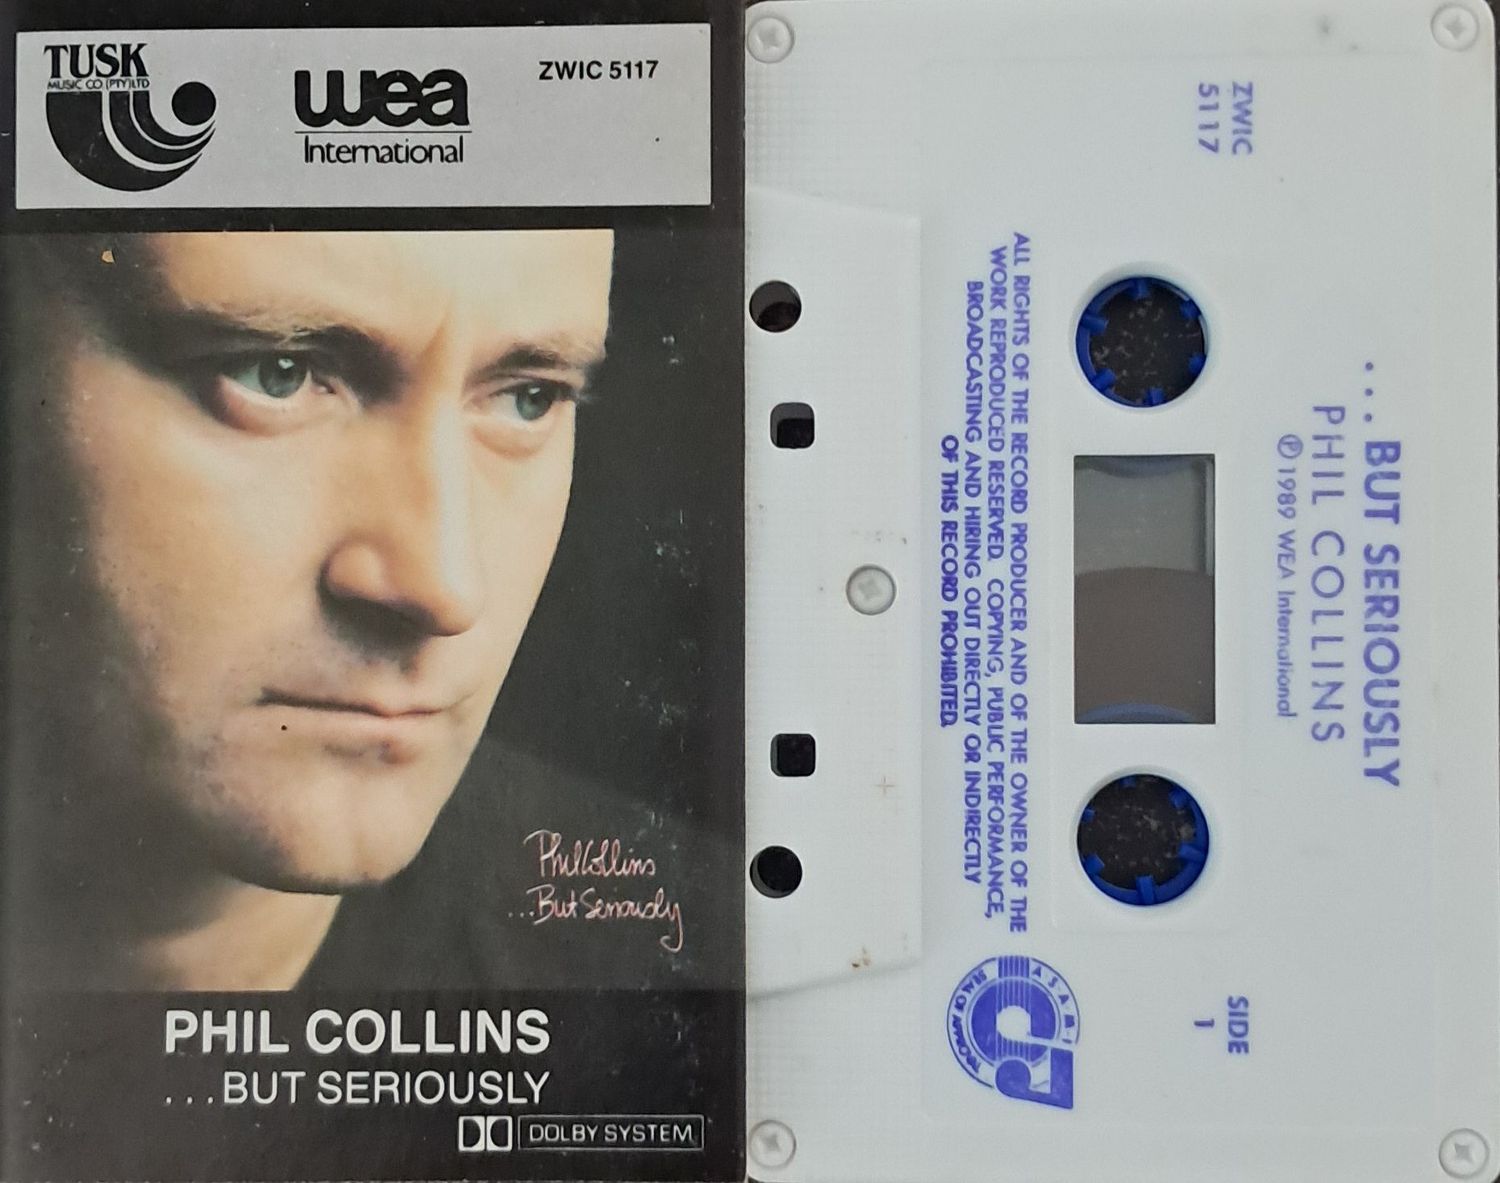 TUSK
MUSIC CO (PTY) LTD
wea
International
ZWIC 5117
Phil Collins
...But Seriously
PHIL COLLINS
...BUT SERIOUSLY
DOLBY SYSTEM
ZWIC
5117
...BUT SERIOUSLY
PHIL COLLINS
℗ 1989 WEA International
ALL RIGHTS OF THE RECORD PRODUCER AND OF THE OWNER OF THE
WORK REPRODUCED RESERVED. COPYING, PUBLIC PERFORMANCE,
BROADCASTING AND HIRING OUT DIRECTLY OR INDIRECTLY
OF THIS RECORD PROHIBITED.
SIDE
1
A·S·A·M·I
SEAL OF APPROVAL